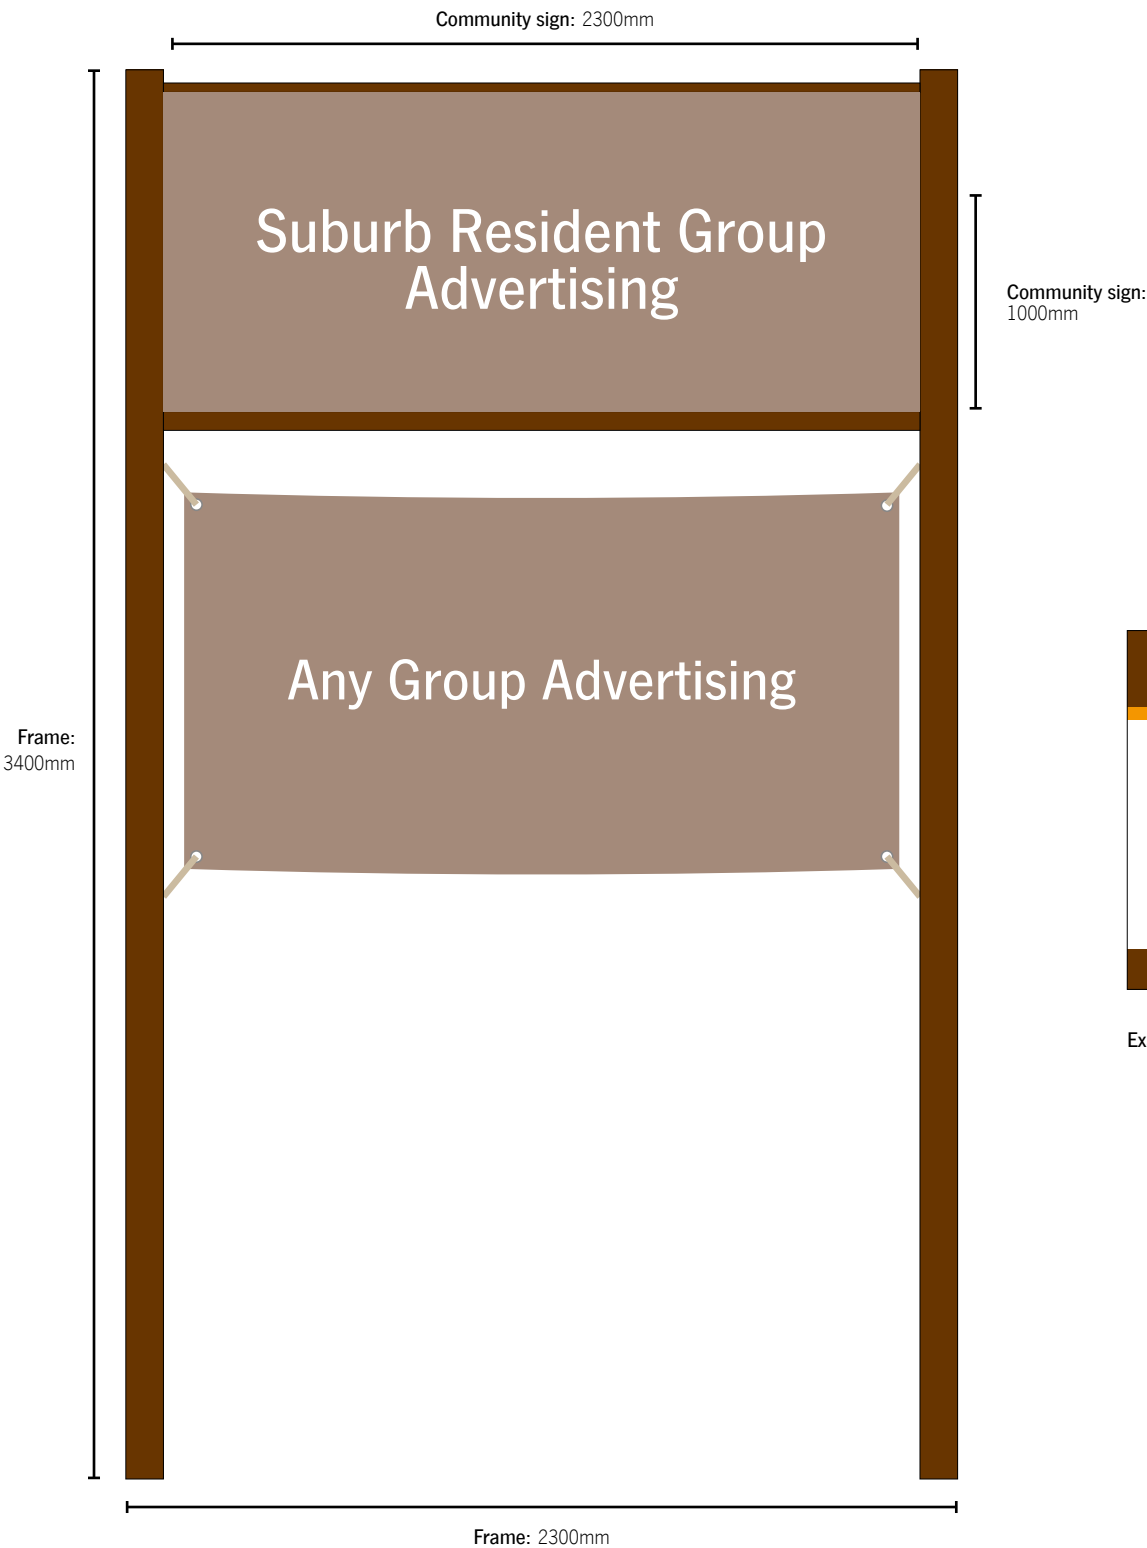 Community sign: 2300mm
Suburb Resident Group
Advertising
Community sign:
1000mm
Any Group Advertising
Frame:
3400mm
Ex
Frame: 2300mm